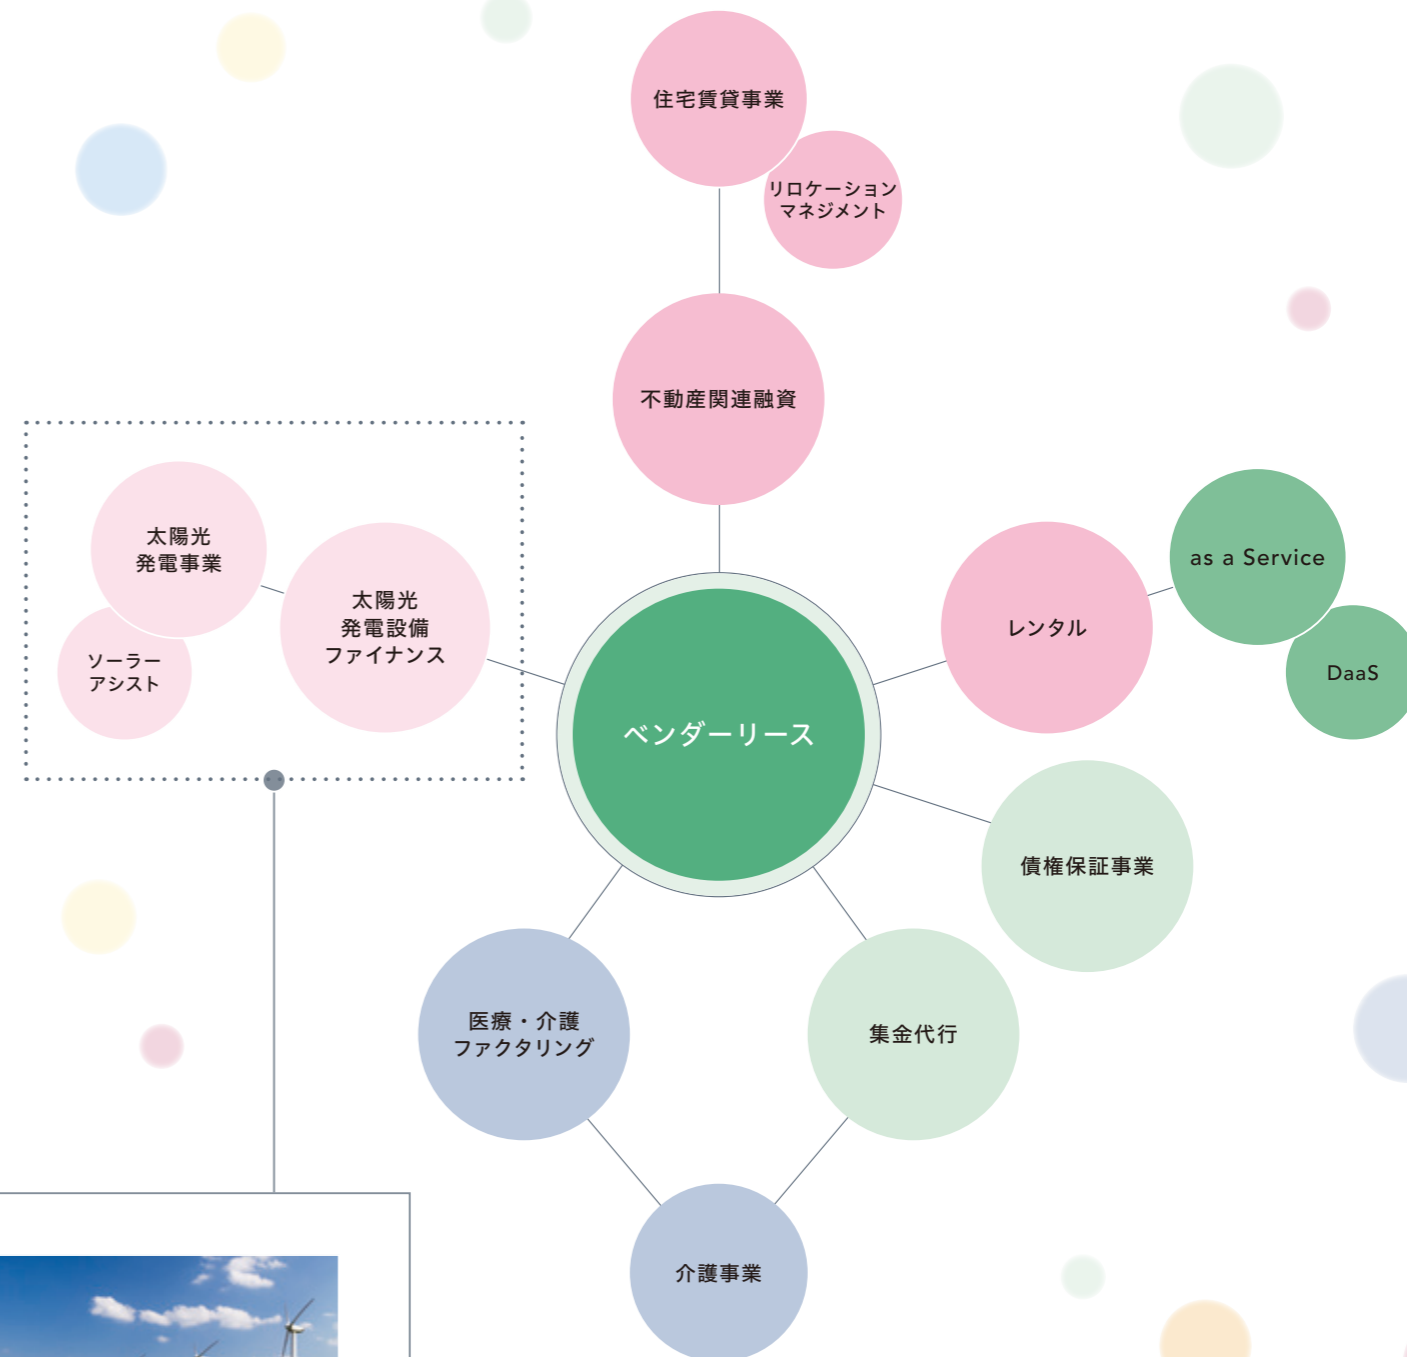 住宅賃貸事業
リロケーション
マネジメント
不動産関連融資
太陽光
発電事業
ソーラー
アシスト
太陽光
発電設備
ファイナンス
ベンダーリース
レンタル
as a Service
DaaS
債権保証事業
医療・介護
ファクタリング
集金代行
介護事業